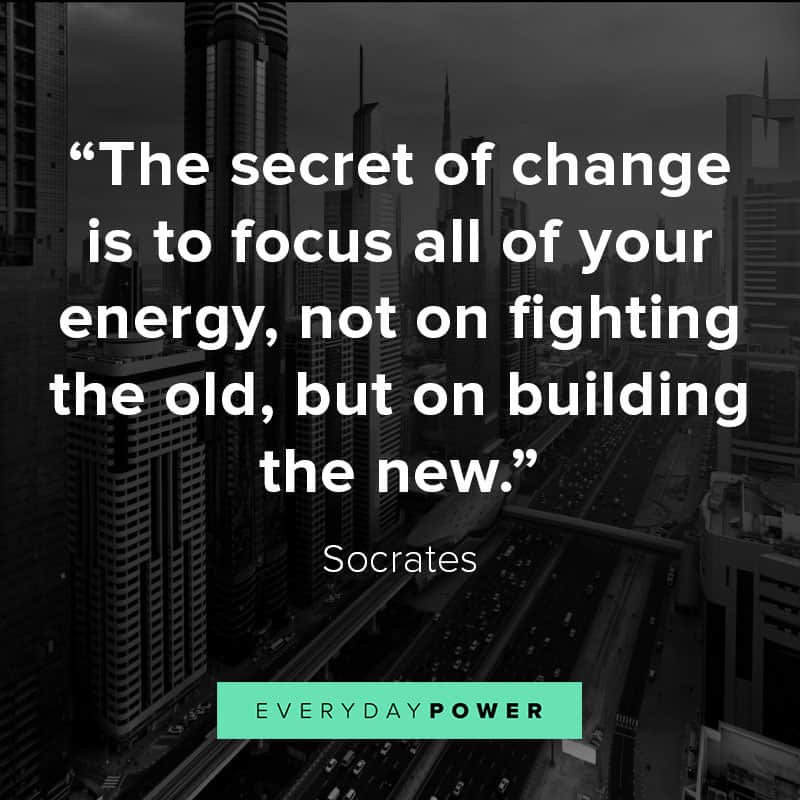 “The secret of change
is to focus all of your
energy, not on fighting
the old, but on building
the new.”
Socrates
EVERYDAYPOWER